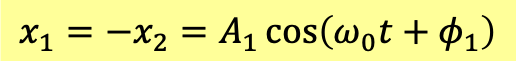 x₁ = −x₂ = A₁ cos(ω₀t + ϕ₁)